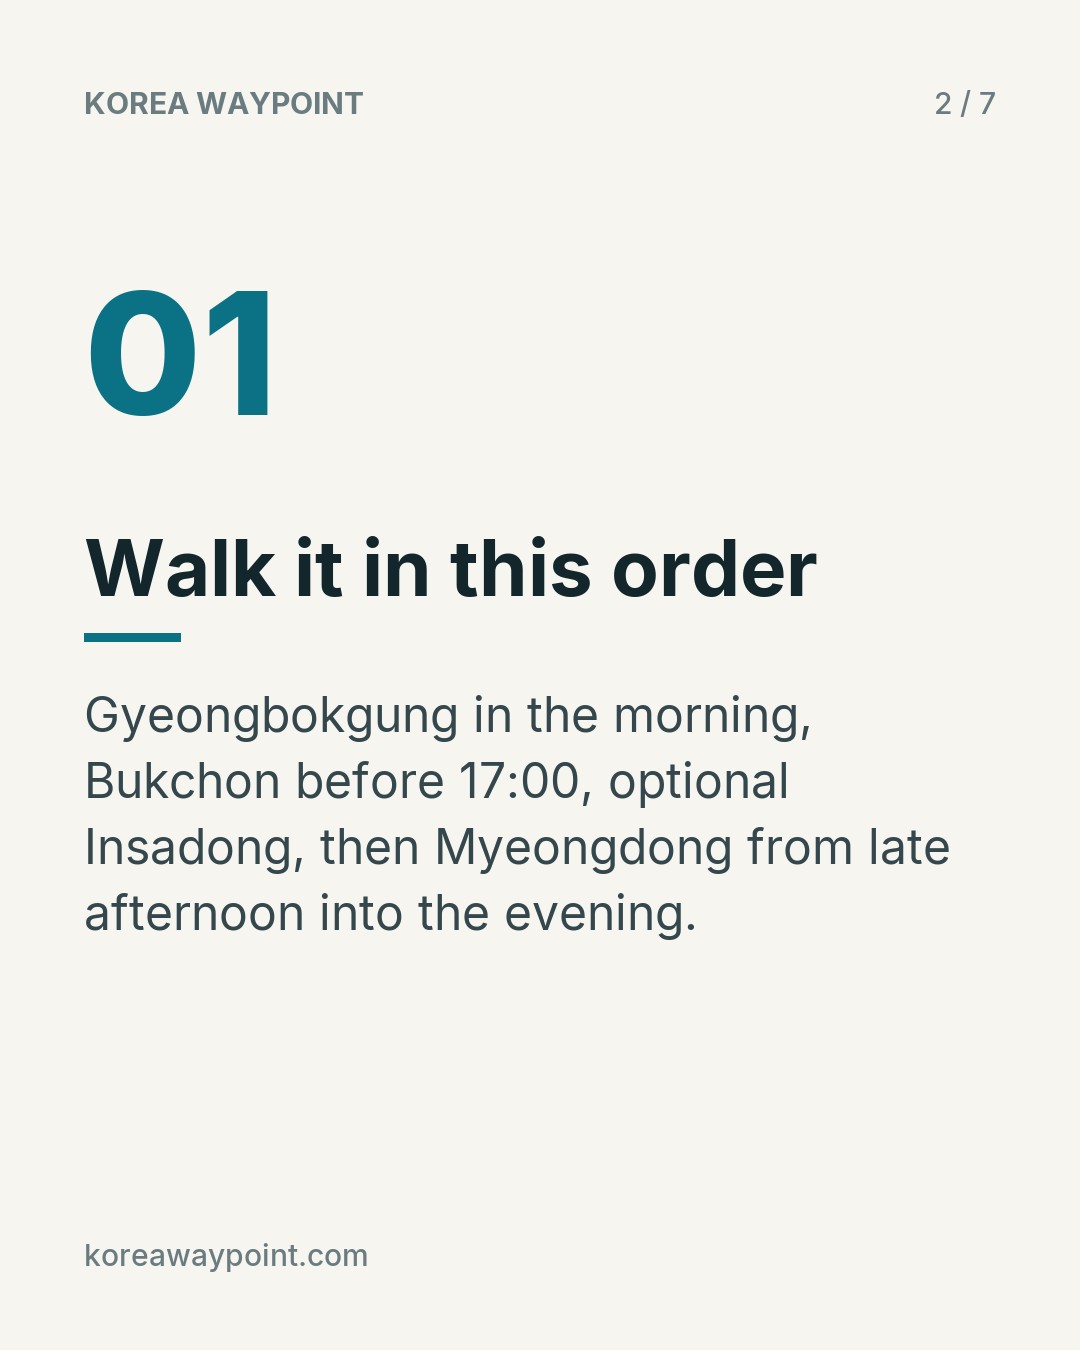 KOREA WAYPOINT
2 / 7
01
Walk it in this order
Gyeongbokgung in the morning,
Bukchon before 17:00, optional
Insadong, then Myeongdong from late
afternoon into the evening.
koreawaypoint.com